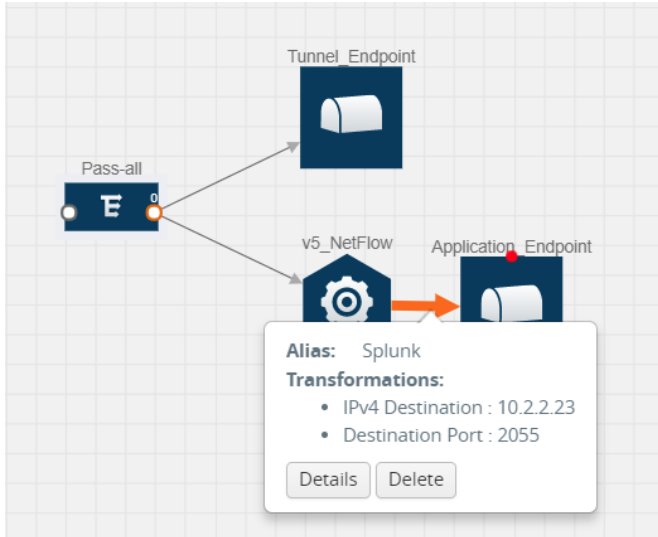 Tunnel_Endpoint
Pass-all
0
v5_NetFlow
Application_Endpoint
Alias: Splunk
Transformations:
• IPv4 Destination : 10.2.2.23
• Destination Port : 2055
Details
Delete